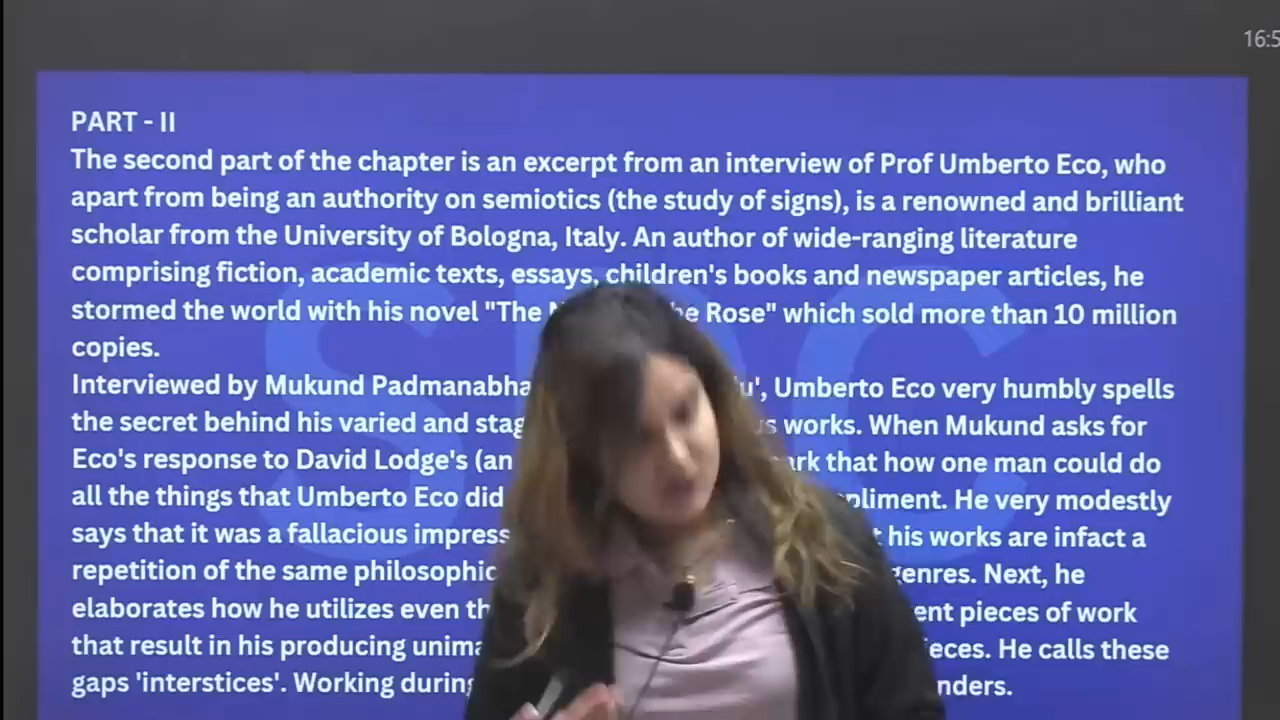 16:5
PART - II
The second part of the chapter is an excerpt from an interview of Prof Umberto Eco, who
apart from being an authority on semiotics (the study of signs), is a renowned and brilliant
scholar from the University of Bologna, Italy. An author of wide-ranging literature
comprising fiction, academic texts, essays, children's books and newspaper articles, he
stormed the world with his novel "The Rose" which sold more than 10 million
copies.
Interviewed by Mukund Padmanabha u', Umberto Eco very humbly spells
the secret behind his varied and stag works. When Mukund asks for
Eco's response to David Lodge's (an ark that how one man could do
all the things that Umberto Eco did pliment. He very modestly
says that it was a fallacious impress his works are infact a
repetition of the same philosophic genres. Next, he
elaborates how he utilizes even th ent pieces of work
that result in his producing unima eces. He calls these
gaps 'interstices'. Working during nders.